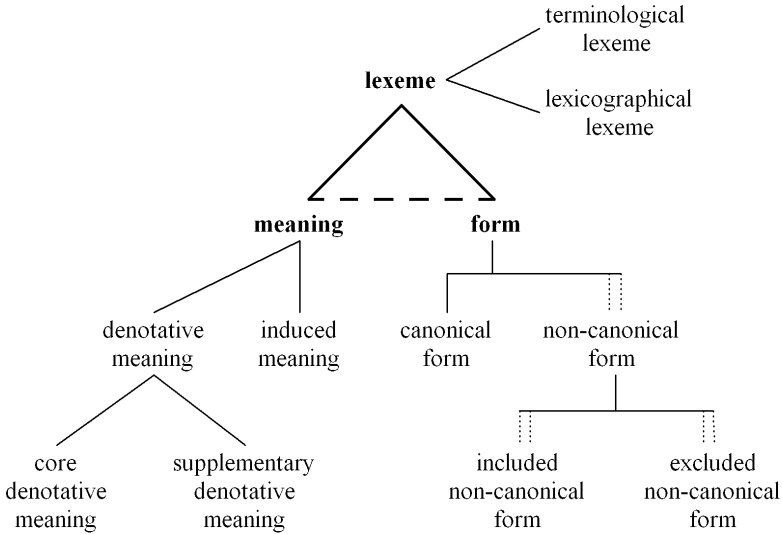 terminological
lexeme
lexeme
lexicographical
lexeme
meaning
form
denotative
meaning
induced
meaning
canonical
form
non-canonical
form
core
denotative
meaning
supplementary
denotative
meaning
included
non-canonical
form
excluded
non-canonical
form